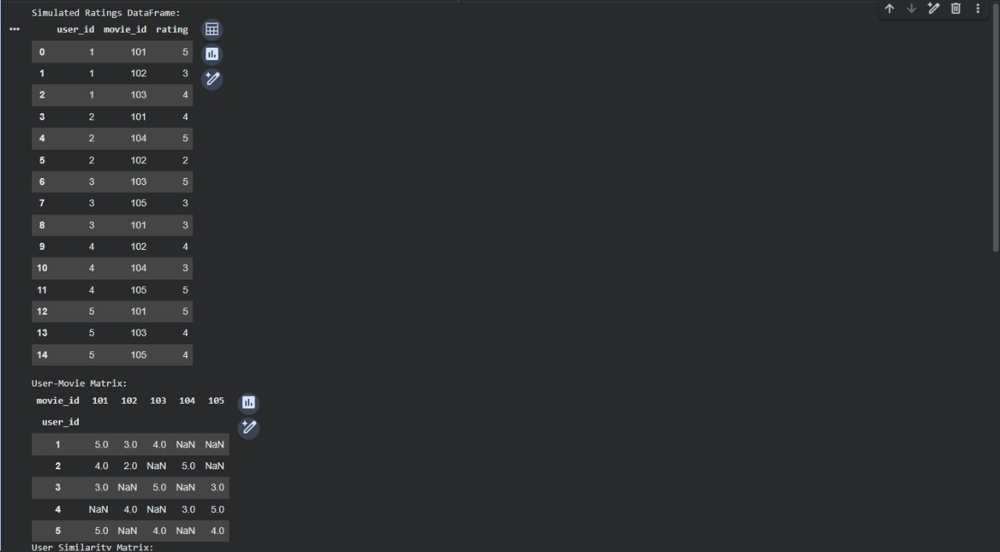 Simulated Ratings DataFrame:
user_id movie_id rating
0 1 101 5
1 1 102 3
2 1 103 4
3 2 101 4
4 2 104 5
5 2 102 2
6 3 103 5
7 3 105 3
8 3 101 3
9 4 102 4
10 4 104 3
11 4 105 5
12 5 101 5
13 5 103 4
14 5 105 4
User-Movie Matrix:
movie_id 101 102 103 104 105
user_id
1 5.0 3.0 4.0 NaN NaN
2 4.0 2.0 NaN 5.0 NaN
3 3.0 NaN 5.0 NaN 3.0
4 NaN 4.0 NaN 3.0 5.0
5 5.0 NaN 4.0 NaN 4.0
User Similarity Matrix: